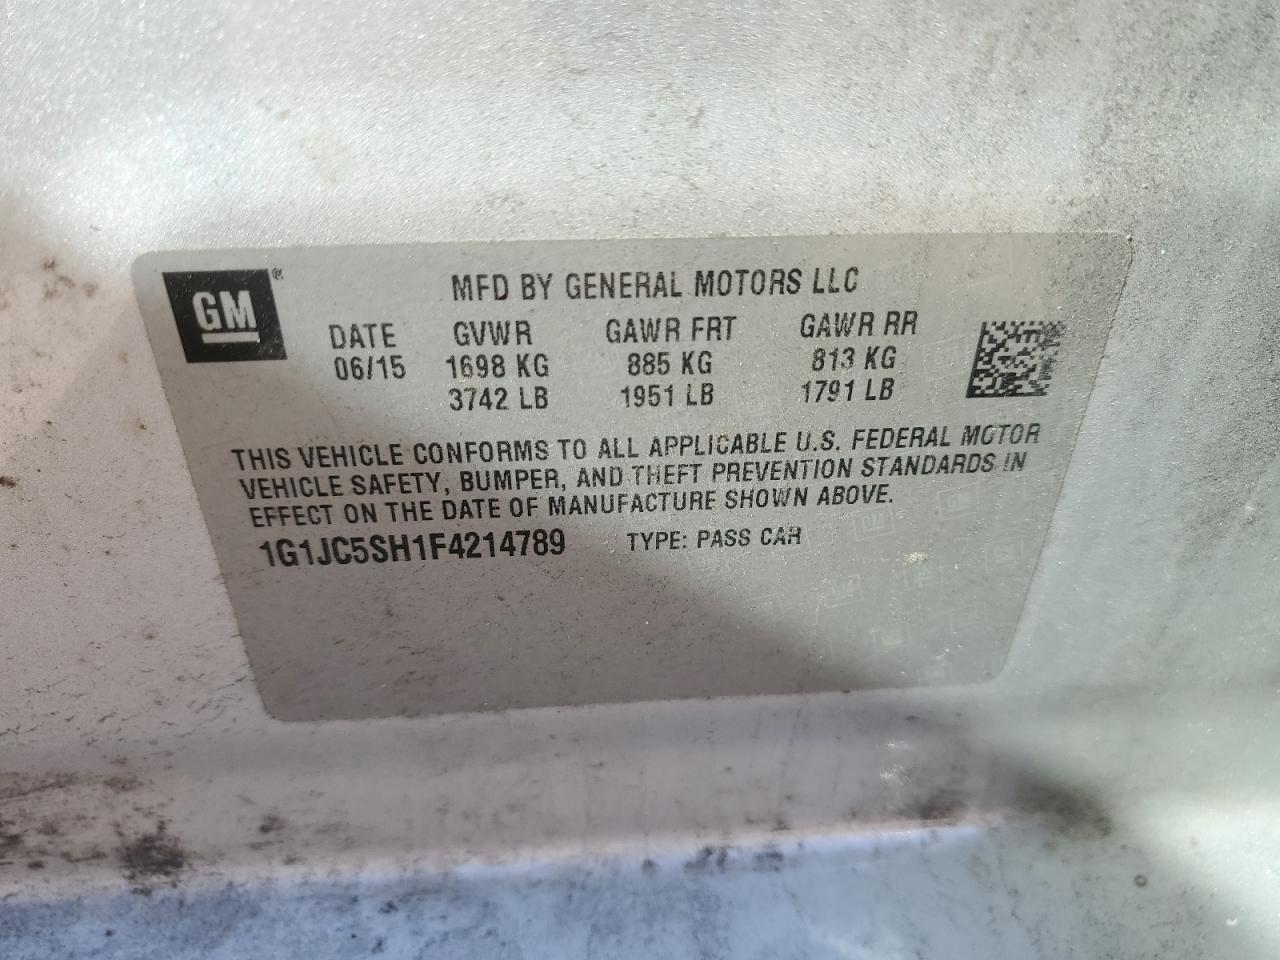 GM®
MFD BY GENERAL MOTORS LLC
DATE GVWR GAWR FRT GAWR RR
06/15 1698 KG 885 KG 813 KG
3742 LB 1951 LB 1791 LB
THIS VEHICLE CONFORMS TO ALL APPLICABLE U.S. FEDERAL MOTOR
VEHICLE SAFETY, BUMPER, AND THEFT PREVENTION STANDARDS IN
EFFECT ON THE DATE OF MANUFACTURE SHOWN ABOVE.
1G1JC5SH1F4214789 TYPE: PASS CAR